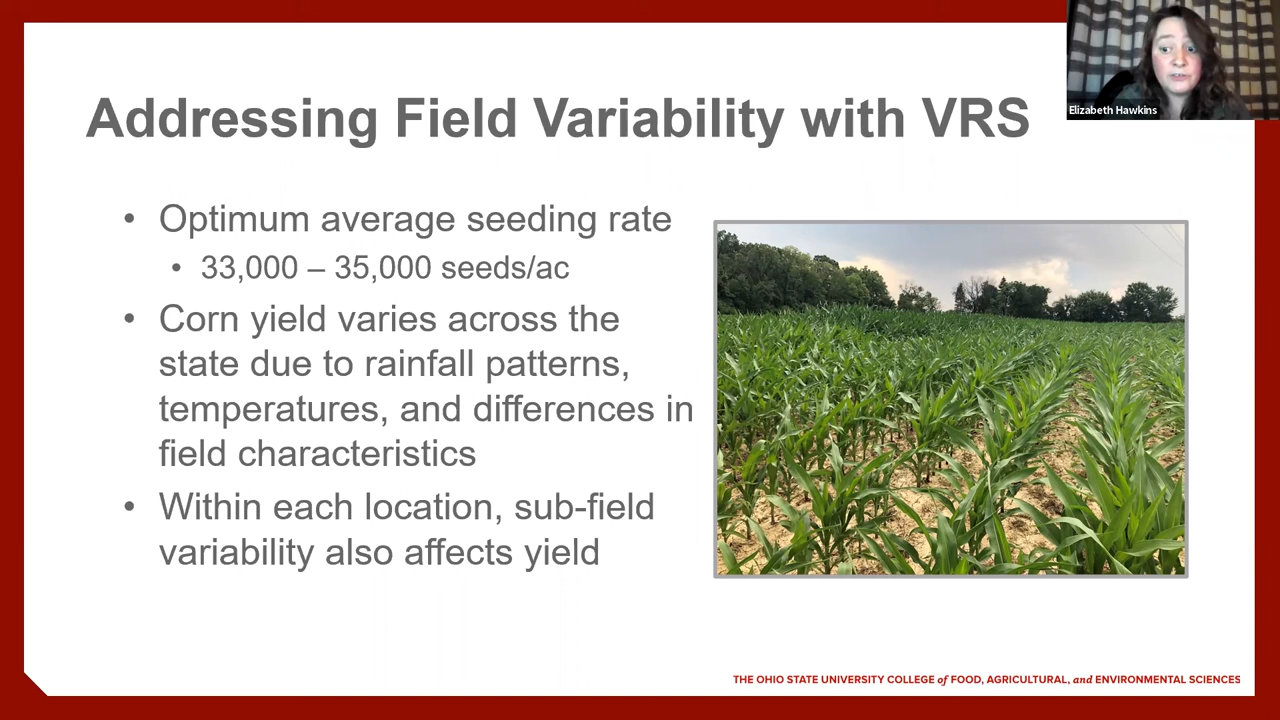 Addressing Field Variability with VRS
Elizabeth Hawkins
• Optimum average seeding rate
• 33,000 – 35,000 seeds/ac
• Corn yield varies across the
state due to rainfall patterns,
temperatures, and differences in
field characteristics
• Within each location, sub-field
variability also affects yield
THE OHIO STATE UNIVERSITY COLLEGE of FOOD, AGRICULTURAL, and ENVIRONMENTAL SCIENCES